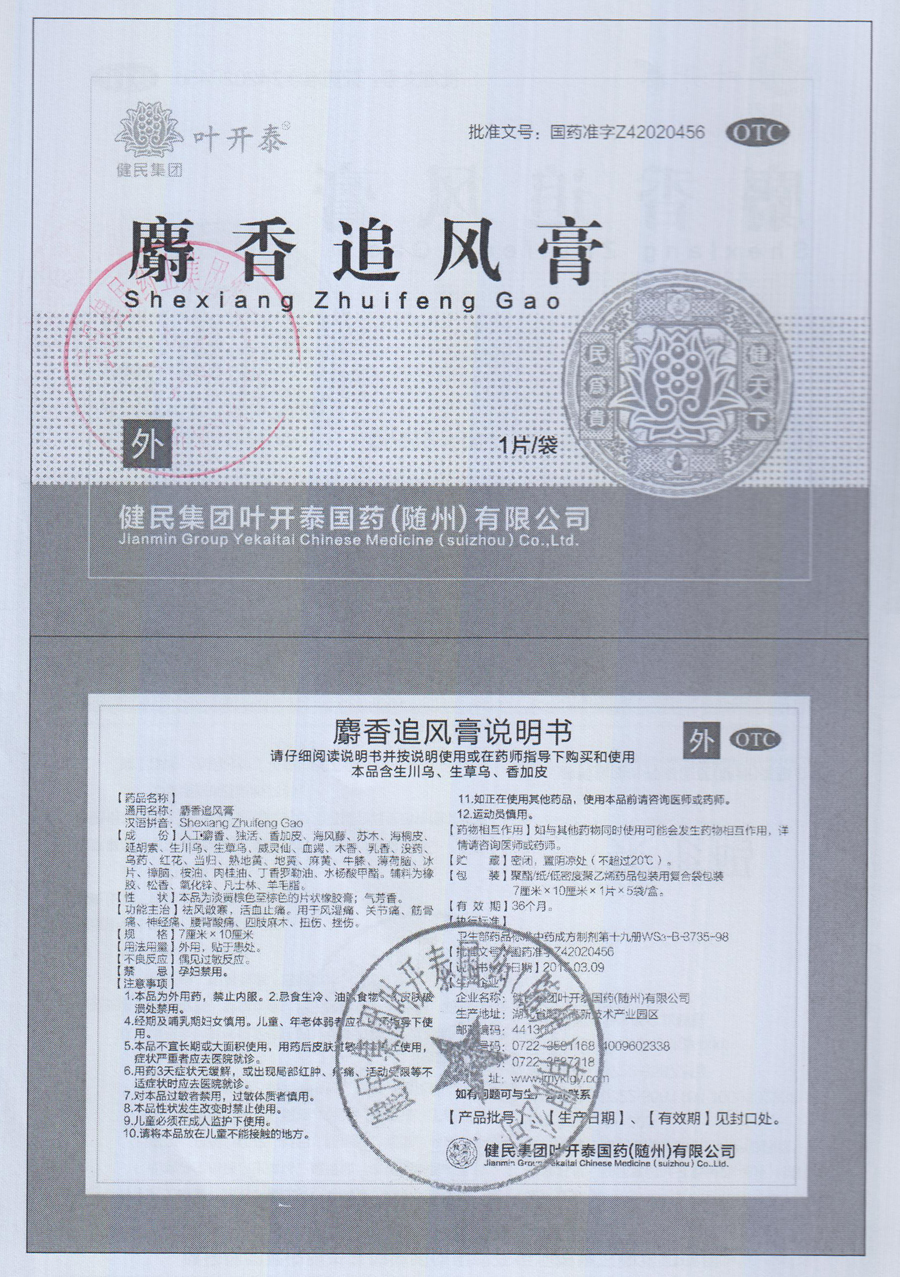 叶开泰®
健民集团
批准文号：国药准字Z42020456
OTC
麝香追风膏
Shexiang Zhuifeng Gao
民为贵
健天下
外
1片/袋
健民集团叶开泰国药(随州)有限公司
Jianmin Group Yekaitai Chinese Medicine (suizhou) Co.,Ltd.
麝香追风膏说明书
外 OTC
请仔细阅读说明书并按说明使用或在药师指导下购买和使用
本品含生川乌、生草乌、香加皮
【药品名称】
通用名称：麝香追风膏
汉语拼音：Shexiang Zhuifeng Gao
【成　份】人工麝香、独活、香加皮、海风藤、苏木、海桐皮、
延胡索、生川乌、生草乌、威灵仙、血竭、木香、乳香、没药、
乌药、红花、当归、熟地黄、地黄、麻黄、牛膝、薄荷脑、冰
片、樟脑、桉油、肉桂油、丁香罗勒油、水杨酸甲酯。辅料为橡
胶、松香、氧化锌、凡士林、羊毛脂。
【性　状】本品为淡黄棕色至棕色的片状橡胶膏；气芳香。
【功能主治】祛风散寒，活血止痛。用于风湿痛、关节痛、筋骨
痛、神经痛、腰背酸痛、四肢麻木、扭伤、挫伤。
【规　格】7厘米×10厘米
【用法用量】外用，贴于患处。
【不良反应】偶见过敏反应。
【禁　忌】孕妇禁用。
【注意事项】
1.本品为外用药，禁止内服。2.忌食生冷、油腻食物。3.皮肤破
溃处禁用。
4.经期及哺乳期妇女慎用。儿童、年老体弱者应在医师指导下使
用。
5.本品不宜长期或大面积使用，用药后皮肤过敏者应停止使用，
症状严重者应去医院就诊。
6.用药3天症状无缓解，或出现局部红肿、疼痛、活动受限等不
适症状时应去医院就诊。
7.对本品过敏者禁用，过敏体质者慎用。
8.本品性状发生改变时禁止使用。
9.儿童必须在成人监护下使用。
10.请将本品放在儿童不能接触的地方。
11.如正在使用其他药品，使用本品前请咨询医师或药师。
12.运动员慎用。
【药物相互作用】如与其他药物同时使用可能会发生药物相互作用，详
情请咨询医师或药师。
【贮　藏】密闭，置阴凉处（不超过20℃）。
【包　装】聚酯/纸/低密度聚乙烯药品包装用复合袋包装
7厘米×10厘米×1片×5袋/盒。
【有 效 期】36个月。
【执行标准】
卫生部药品标准中药成方制剂第十九册WS₃-B-3735-98
【批准文号】国药准字Z42020456
【说明书修订日期】03.09
【生产企业】
企业名称：健民集团叶开泰国药(随州)有限公司
生产地址：湖北省高新技术产业园区
邮政编码：4413
号码：0722-3581168 4009602338
0722-
网　址：www.jmyktgy.com
如有问题可与生产企业联系
【产品批号】、【生产日期】、【有效期】见封口处。
健民集团叶开泰国药(随州)有限公司
Jianmin Group Yekaitai Chinese Medicine (suizhou) Co.,Ltd.